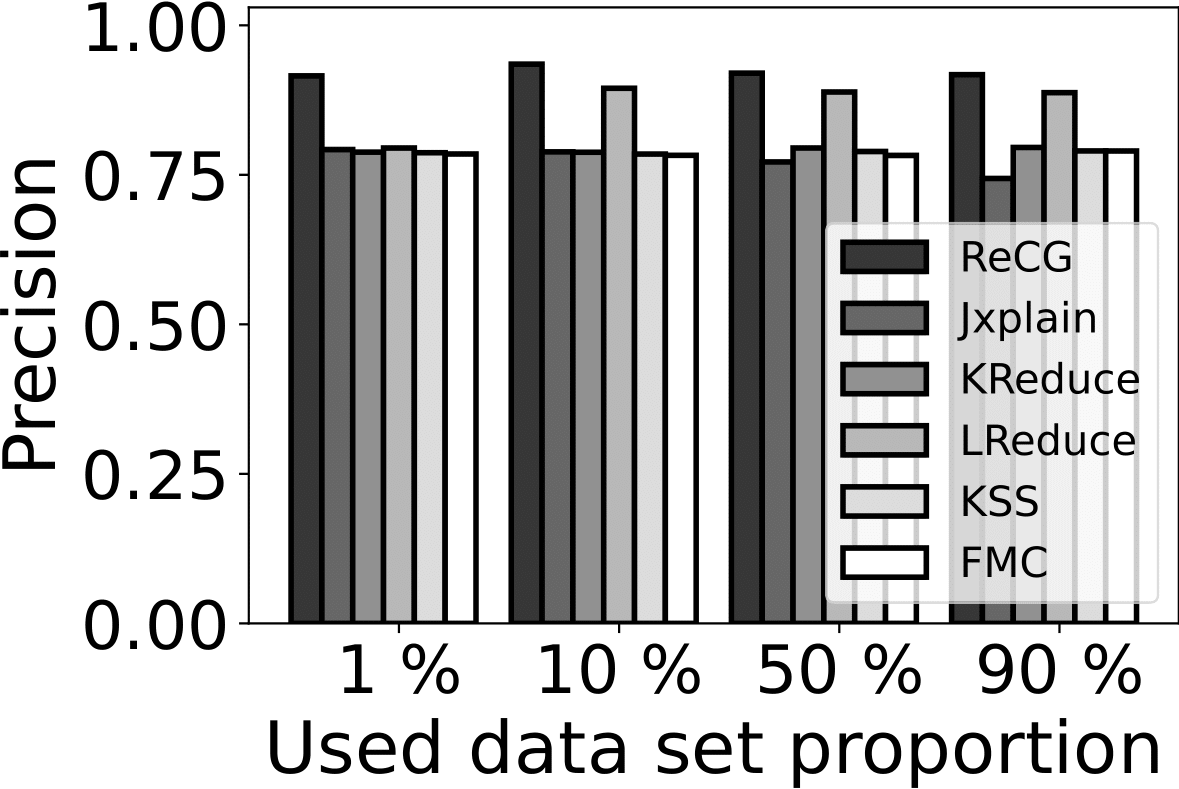 1.00
0.75
0.50
0.25
0.00
Precision
1 %
10 %
50 %
90 %
Used data set proportion
ReCG
Jxplain
KReduce
LReduce
KSS
FMC